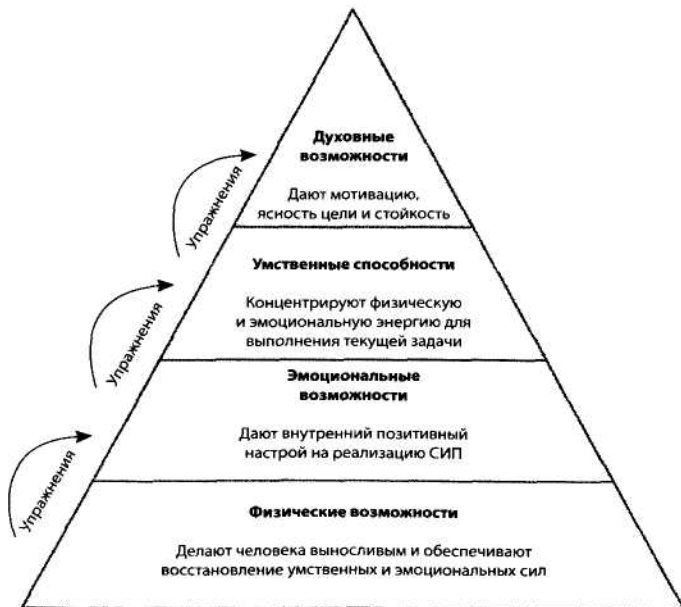 Духовные
возможности
Дают мотивацию,
ясность цели и стойкость
Упражнения
Умственные способности
Концентрируют физическую
и эмоциональную энергию для
выполнения текущей задачи
Упражнения
Эмоциональные
возможности
Дают внутренний позитивный
настрой на реализацию СИП
Упражнения
Физические возможности
Делают человека выносливым и обеспечивают
восстановление умственных и эмоциональных сил